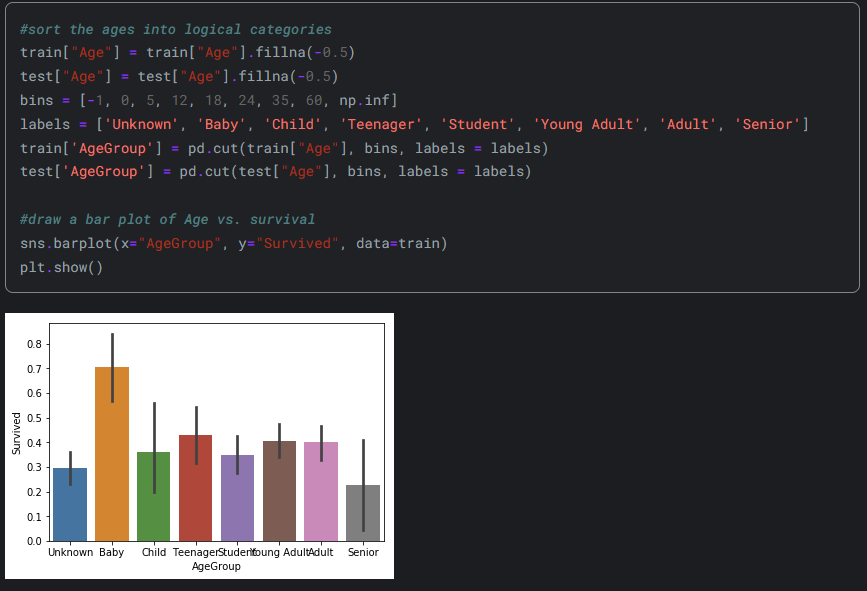 #sort the ages into logical categories
train["Age"] = train["Age"].fillna(-0.5)
test["Age"] = test["Age"].fillna(-0.5)
bins = [-1, 0, 5, 12, 18, 24, 35, 60, np.inf]
labels = ['Unknown', 'Baby', 'Child', 'Teenager', 'Student', 'Young Adult', 'Adult', 'Senior']
train['AgeGroup'] = pd.cut(train["Age"], bins, labels = labels)
test['AgeGroup'] = pd.cut(test["Age"], bins, labels = labels)
#draw a bar plot of Age vs. survival
sns.barplot(x="AgeGroup", y="Survived", data=train)
plt.show()
0.8
0.7
0.6
0.5
0.4
0.3
0.2
0.1
0.0
Survived
Unknown Baby Child Teenager Student Young Adult Adult Senior
AgeGroup